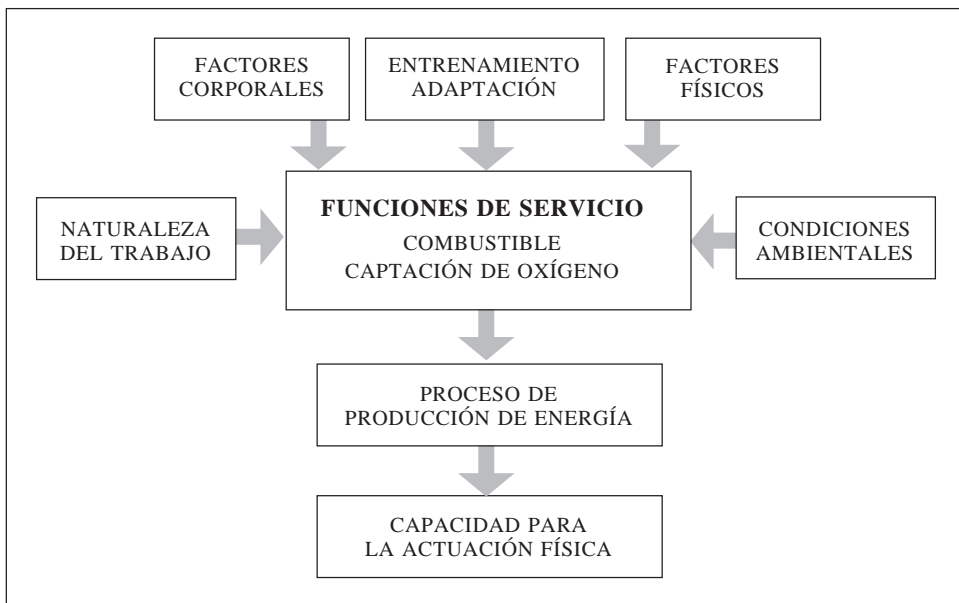 FACTORES
CORPORALES
ENTRENAMIENTO
ADAPTACIÓN
FACTORES
FÍSICOS
NATURALEZA
DEL TRABAJO
FUNCIONES DE SERVICIO
COMBUSTIBLE
CAPTACIÓN DE OXÍGENO
CONDICIONES
AMBIENTALES
PROCESO DE
PRODUCCIÓN DE ENERGÍA
CAPACIDAD PARA
LA ACTUACIÓN FÍSICA